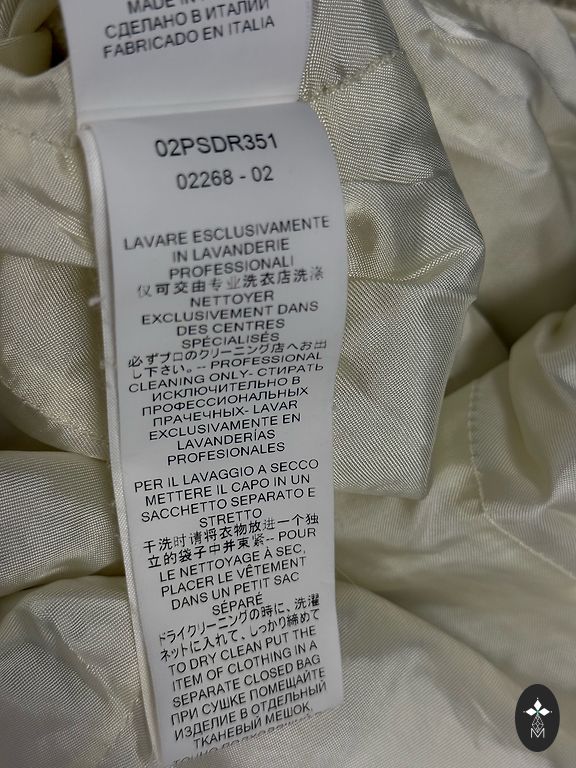 MADE IN
СДЕЛАНО В ИТАЛИИ
FABRICADO EN ITALIA
02PSDR351
02268 - 02
LAVARE ESCLUSIVAMENTE
IN LAVANDERIE
PROFESSIONALI
仅可交由专业洗衣店洗涤
NETTOYER
EXCLUSIVEMENT DANS
DES CENTRES
SPÉCIALISÉS
必ずプロのクリーニング店へお出
し下さい。-- PROFESSIONAL
CLEANING ONLY- СТИРАТЬ
ИСКЛЮЧИТЕЛЬНО В
ПРОФЕССИОНАЛЬНЫХ
ПРАЧЕЧНЫХ- LAVAR
EXCLUSIVAMENTE EN
LAVANDERÍAS
PROFESIONALES
PER IL LAVAGGIO A SECCO
METTERE IL CAPO IN UN
SACCHETTO SEPARATO E
STRETTO
干洗时请将衣物放进一个独
立的袋子中并束紧-- POUR
LE NETTOYAGE À SEC,
PLACER LE VÊTEMENT
DANS UN PETIT SAC
SÉPARÉ
ドライクリーニングの時に、洗濯
ネットに入れて、しっかり締めて
TO DRY CLEAN PUT THE
ITEM OF CLOTHING IN A
SEPARATE CLOSED BAG
ПРИ СУШКЕ ПОМЕЩАЙТЕ
ИЗДЕЛИЕ В ОТДЕЛЬНЫЙ
ТКАНЕВЫЙ МЕШОК,
M